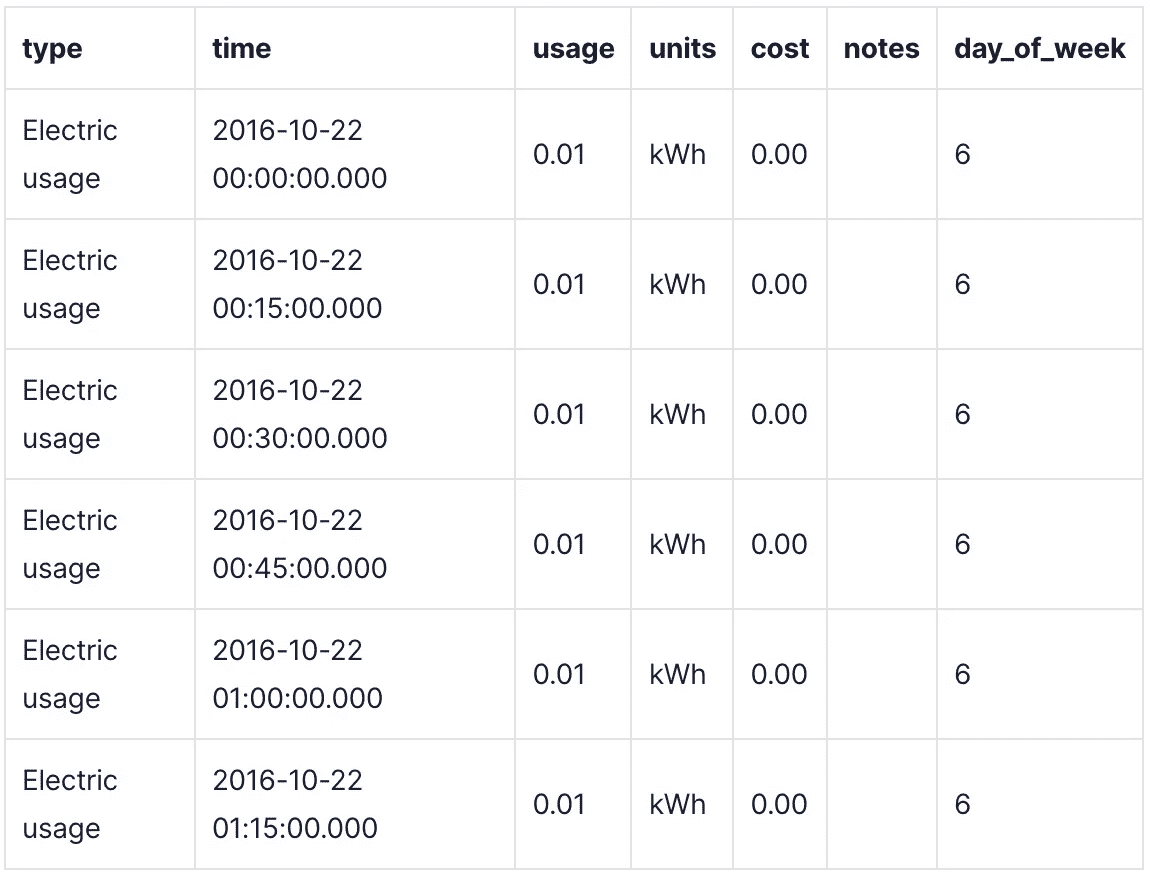 type time usage units cost notes day_of_week
Electric usage 2016-10-22 00:00:00.000 0.01 kWh 0.00 6
Electric usage 2016-10-22 00:15:00.000 0.01 kWh 0.00 6
Electric usage 2016-10-22 00:30:00.000 0.01 kWh 0.00 6
Electric usage 2016-10-22 00:45:00.000 0.01 kWh 0.00 6
Electric usage 2016-10-22 01:00:00.000 0.01 kWh 0.00 6
Electric usage 2016-10-22 01:15:00.000 0.01 kWh 0.00 6